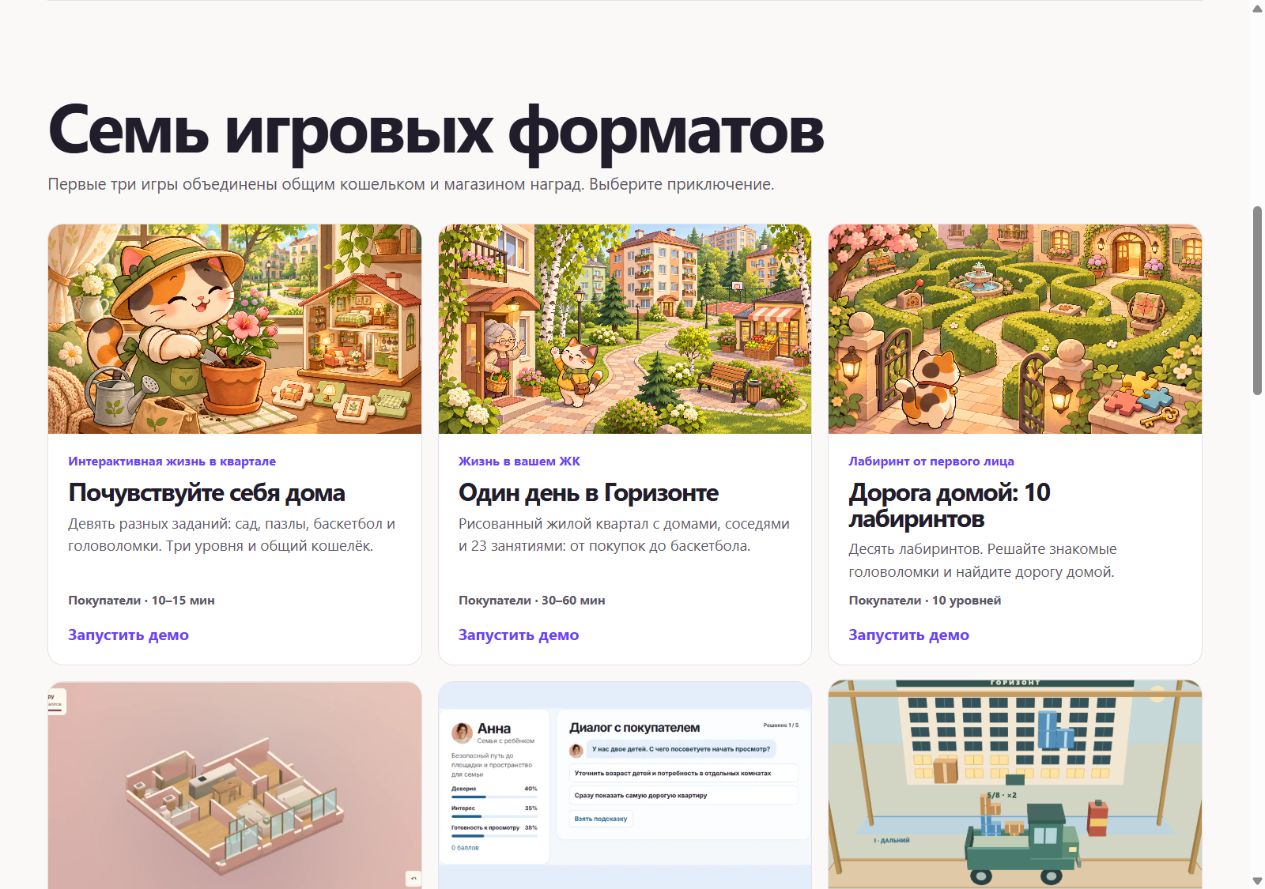 Семь игровых форматов
Первые три игры объединены общим кошельком и магазином наград. Выберите приключение.
Интерактивная жизнь в квартале
Почувствуйте себя дома
Девять разных заданий: сад, пазлы, баскетбол и
головоломки. Три уровня и общий кошелёк.
Покупатели · 10–15 мин
Запустить демо
Жизнь в вашем ЖК
Один день в Горизонте
Рисованный жилой квартал с домами, соседями
и 23 занятиями: от покупок до баскетбола.
Покупатели · 30–60 мин
Запустить демо
Лабиринт от первого лица
Дорога домой: 10
лабиринтов
Десять лабиринтов. Решайте знакомые
головоломки и найдите дорогу домой.
Покупатели · 10 уровней
Запустить демо
Анна
Семья с ребёнком
Безопасный путь до
площадки и пространство
для семьи
Доверие 40%
Интерес 35%
Готовность к просмотру 38%
0 баллов
Диалог с покупателем
Решение 1 / 5
У нас двое детей. С чего посоветуете начать просмотр?
Уточнить возраст детей и потребность в отдельных комнатах
Сразу показать самую дорогую квартиру
Взять подсказку
ГОРИЗОНТ
5/8 · ×2
1 · ДАЛЬНИЙ